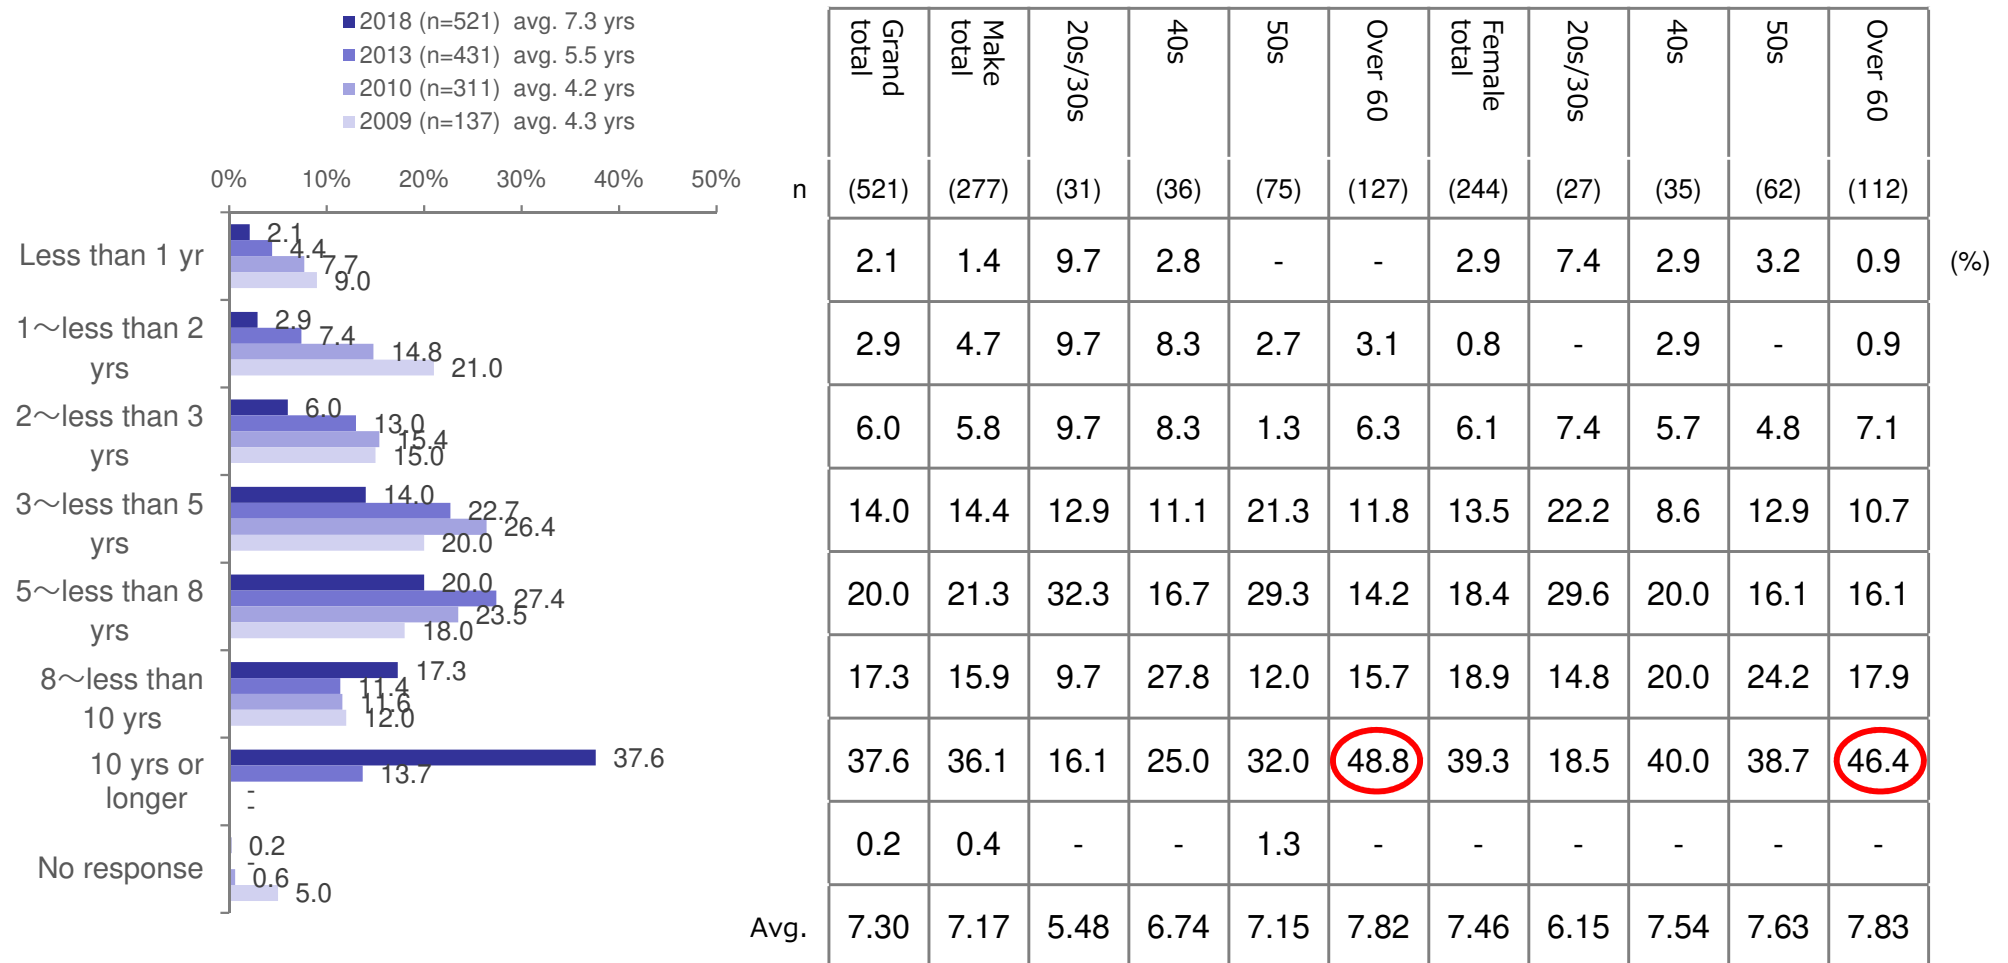 2018 (n=521)  avg. 7.3 yrs
2013 (n=431)  avg. 5.5 yrs
2010 (n=311)  avg. 4.2 yrs
2009 (n=137)  avg. 4.3 yrs
0% 10% 20% 30% 40% 50%
Less than 1 yr
2.1
4.4
7.7
9.0
1～less than 2
yrs
2.9
7.4
14.8
21.0
2～less than 3
yrs
6.0
13.0
15.4
15.0
3～less than 5
yrs
14.0
22.7
26.4
20.0
5～less than 8
yrs
20.0
27.4
23.5
18.0
8～less than
10 yrs
17.3
11.4
11.6
12.0
10 yrs or
longer
37.6
13.7
-
-
No response
0.2
-
0.6
5.0
Grand
total
Make
total
20s/30s
40s
50s
Over 60
Female
total
20s/30s
40s
50s
Over 60
n (521) (277) (31) (36) (75) (127) (244) (27) (35) (62) (112)
2.1 1.4 9.7 2.8 - - 2.9 7.4 2.9 3.2 0.9 (%)
2.9 4.7 9.7 8.3 2.7 3.1 0.8 - 2.9 - 0.9
6.0 5.8 9.7 8.3 1.3 6.3 6.1 7.4 5.7 4.8 7.1
14.0 14.4 12.9 11.1 21.3 11.8 13.5 22.2 8.6 12.9 10.7
20.0 21.3 32.3 16.7 29.3 14.2 18.4 29.6 20.0 16.1 16.1
17.3 15.9 9.7 27.8 12.0 15.7 18.9 14.8 20.0 24.2 17.9
37.6 36.1 16.1 25.0 32.0 48.8 39.3 18.5 40.0 38.7 46.4
0.2 0.4 - - 1.3 - - - - - -
Avg. 7.30 7.17 5.48 6.74 7.15 7.82 7.46 6.15 7.54 7.63 7.83